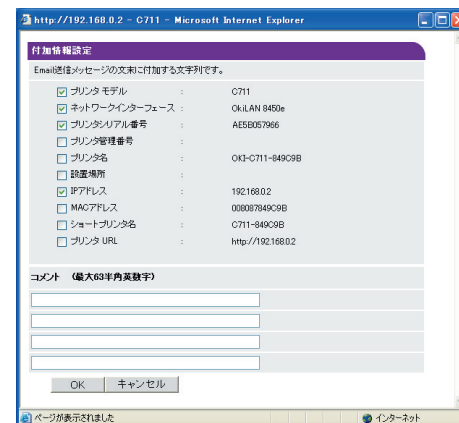 http://192.168.0.2 - C711 - Microsoft Internet Explorer
付加情報設定
Email送信メッセージの文末に付加する文字列です。
プリンタ モデル : C711
ネットワークインターフェース : OkiLAN 8450e
プリンタシリアル番号 : AE5B057966
プリンタ管理番号 :
プリンタ名 : OKI-C711-849C9B
設置場所 :
IPアドレス : 192.168.0.2
MACアドレス : 008087849C9B
ショートプリンタ名 : C711-849C9B
プリンタ URL : http://192.168.0.2
コメント (最大63半角英数字)
OK キャンセル
ページが表示されました インターネット